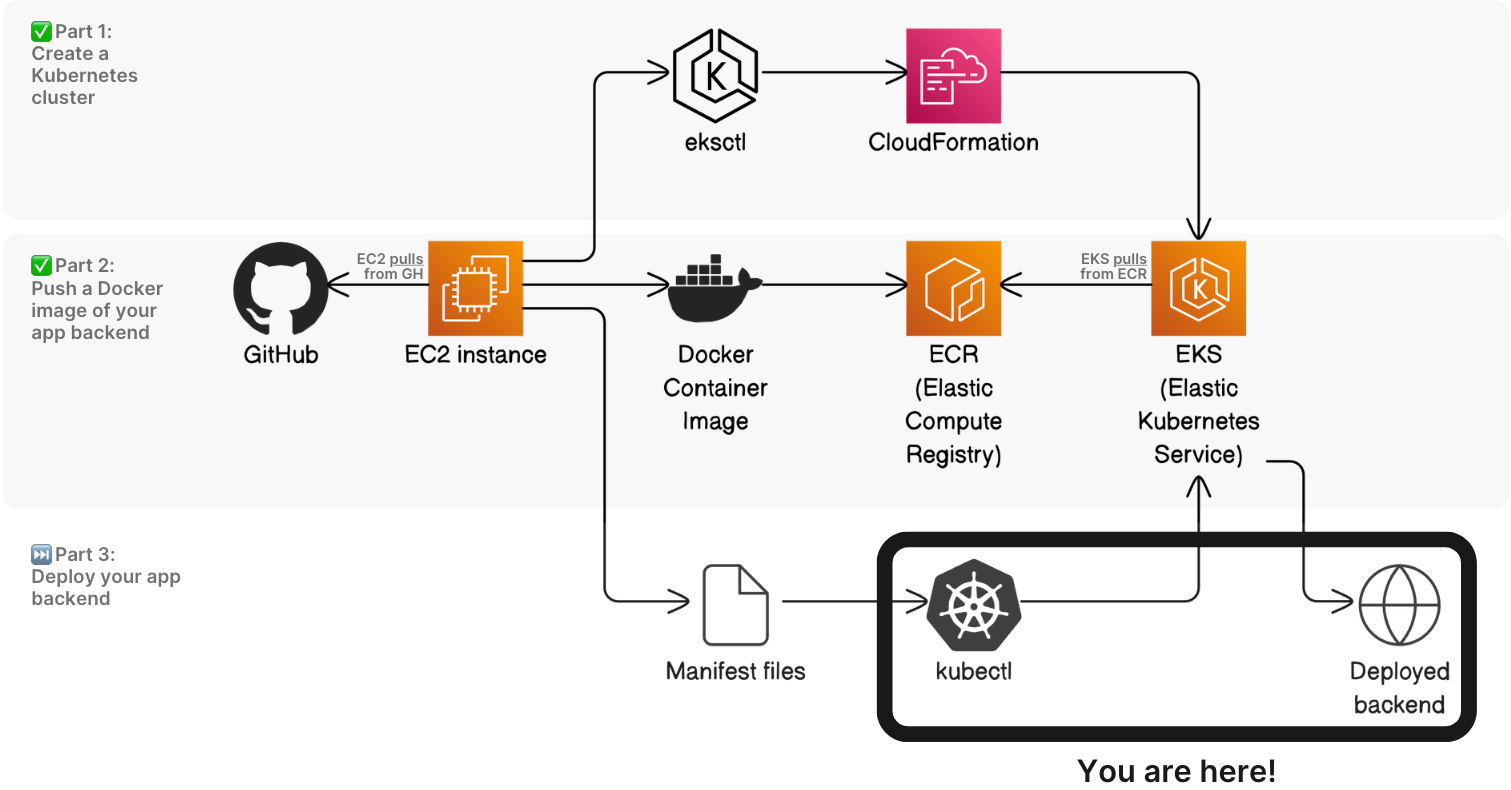 ✅ Part 1:
Create a
Kubernetes
cluster
K
eksctl
CloudFormation
✅ Part 2:
Push a Docker
image of your
app backend
EC2 pulls
from GH
EKS pulls
from ECR
K
GitHub
EC2 instance
Docker
Container
Image
ECR
(Elastic
Compute
Registry)
EKS
(Elastic
Kubernetes
Service)
⏭️ Part 3:
Deploy your app
backend
Manifest files
kubectl
Deployed
backend
You are here!